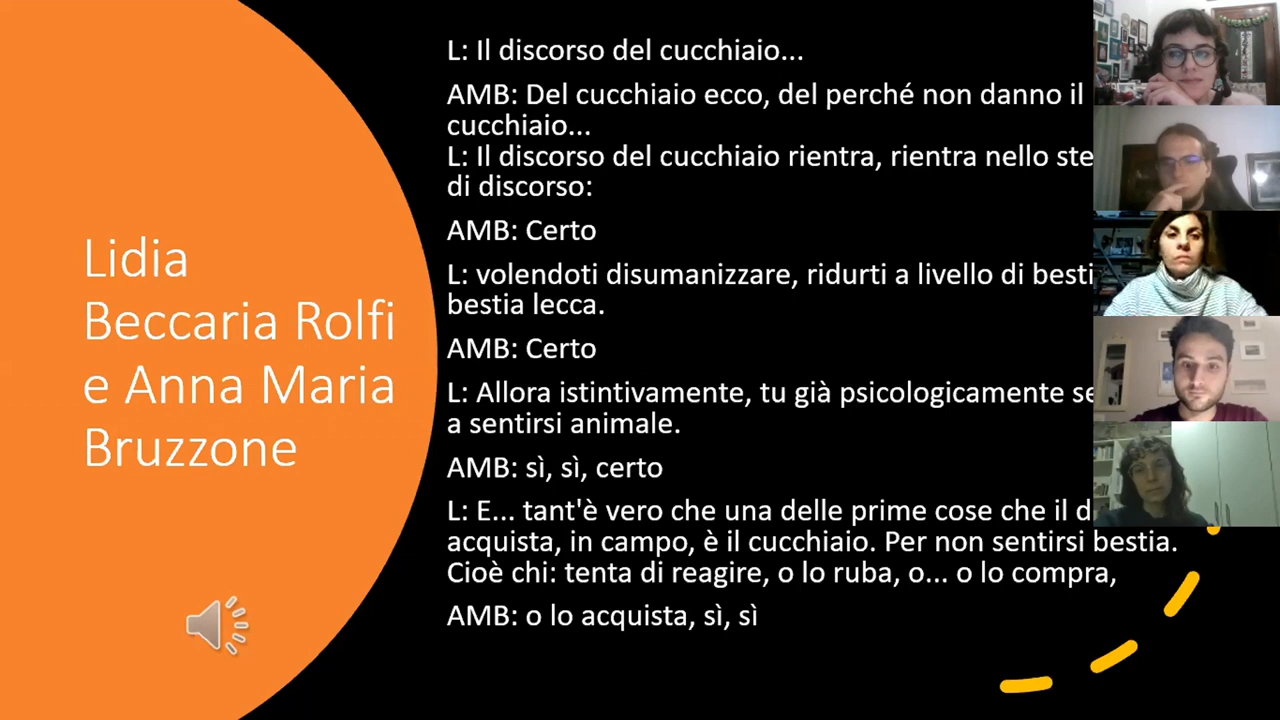 Lidia
Beccaria Rolfi
e Anna Maria
Bruzzone
L: Il discorso del cucchiaio...
AMB: Del cucchiaio ecco, del perché non danno il
cucchiaio...
L: Il discorso del cucchiaio rientra, rientra nello
di discorso:
AMB: Certo
L: volendoti disumanizzare, ridurti a livello di
bestia lecca.
AMB: Certo
L: Allora istintivamente, tu già psicologicamente
a sentirsi animale.
AMB: sì, sì, certo
L: E... tant'è vero che una delle prime cose che il
acquista, in campo, è il cucchiaio. Per non sentirsi bestia.
Cioè chi: tenta di reagire, o lo ruba, o... o lo compra,
AMB: o lo acquista, sì, sì